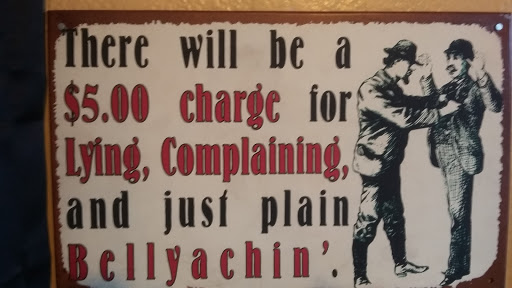 There will be a
$5.00 charge for
Lying, Complaining,
and just plain
Bellyachin'.